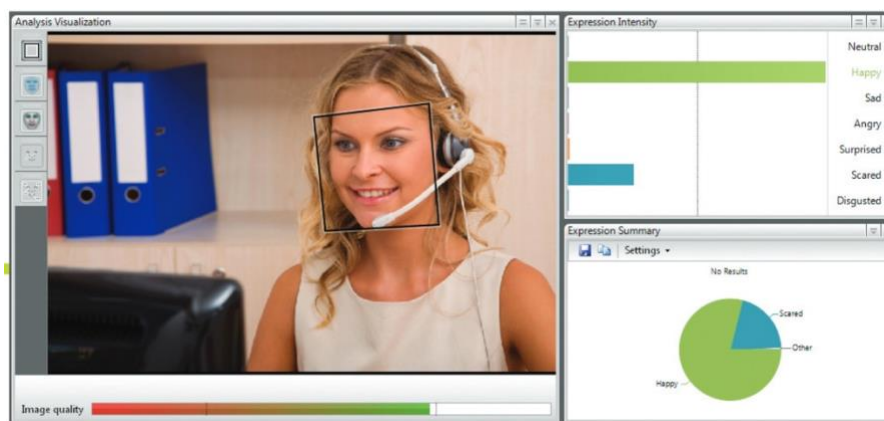 Analysis Visualization
Image quality
Expression Intensity
Neutral
Happy
Sad
Angry
Surprised
Scared
Disgusted
Expression Summary
Settings
No Results
Scared
Other
Happy